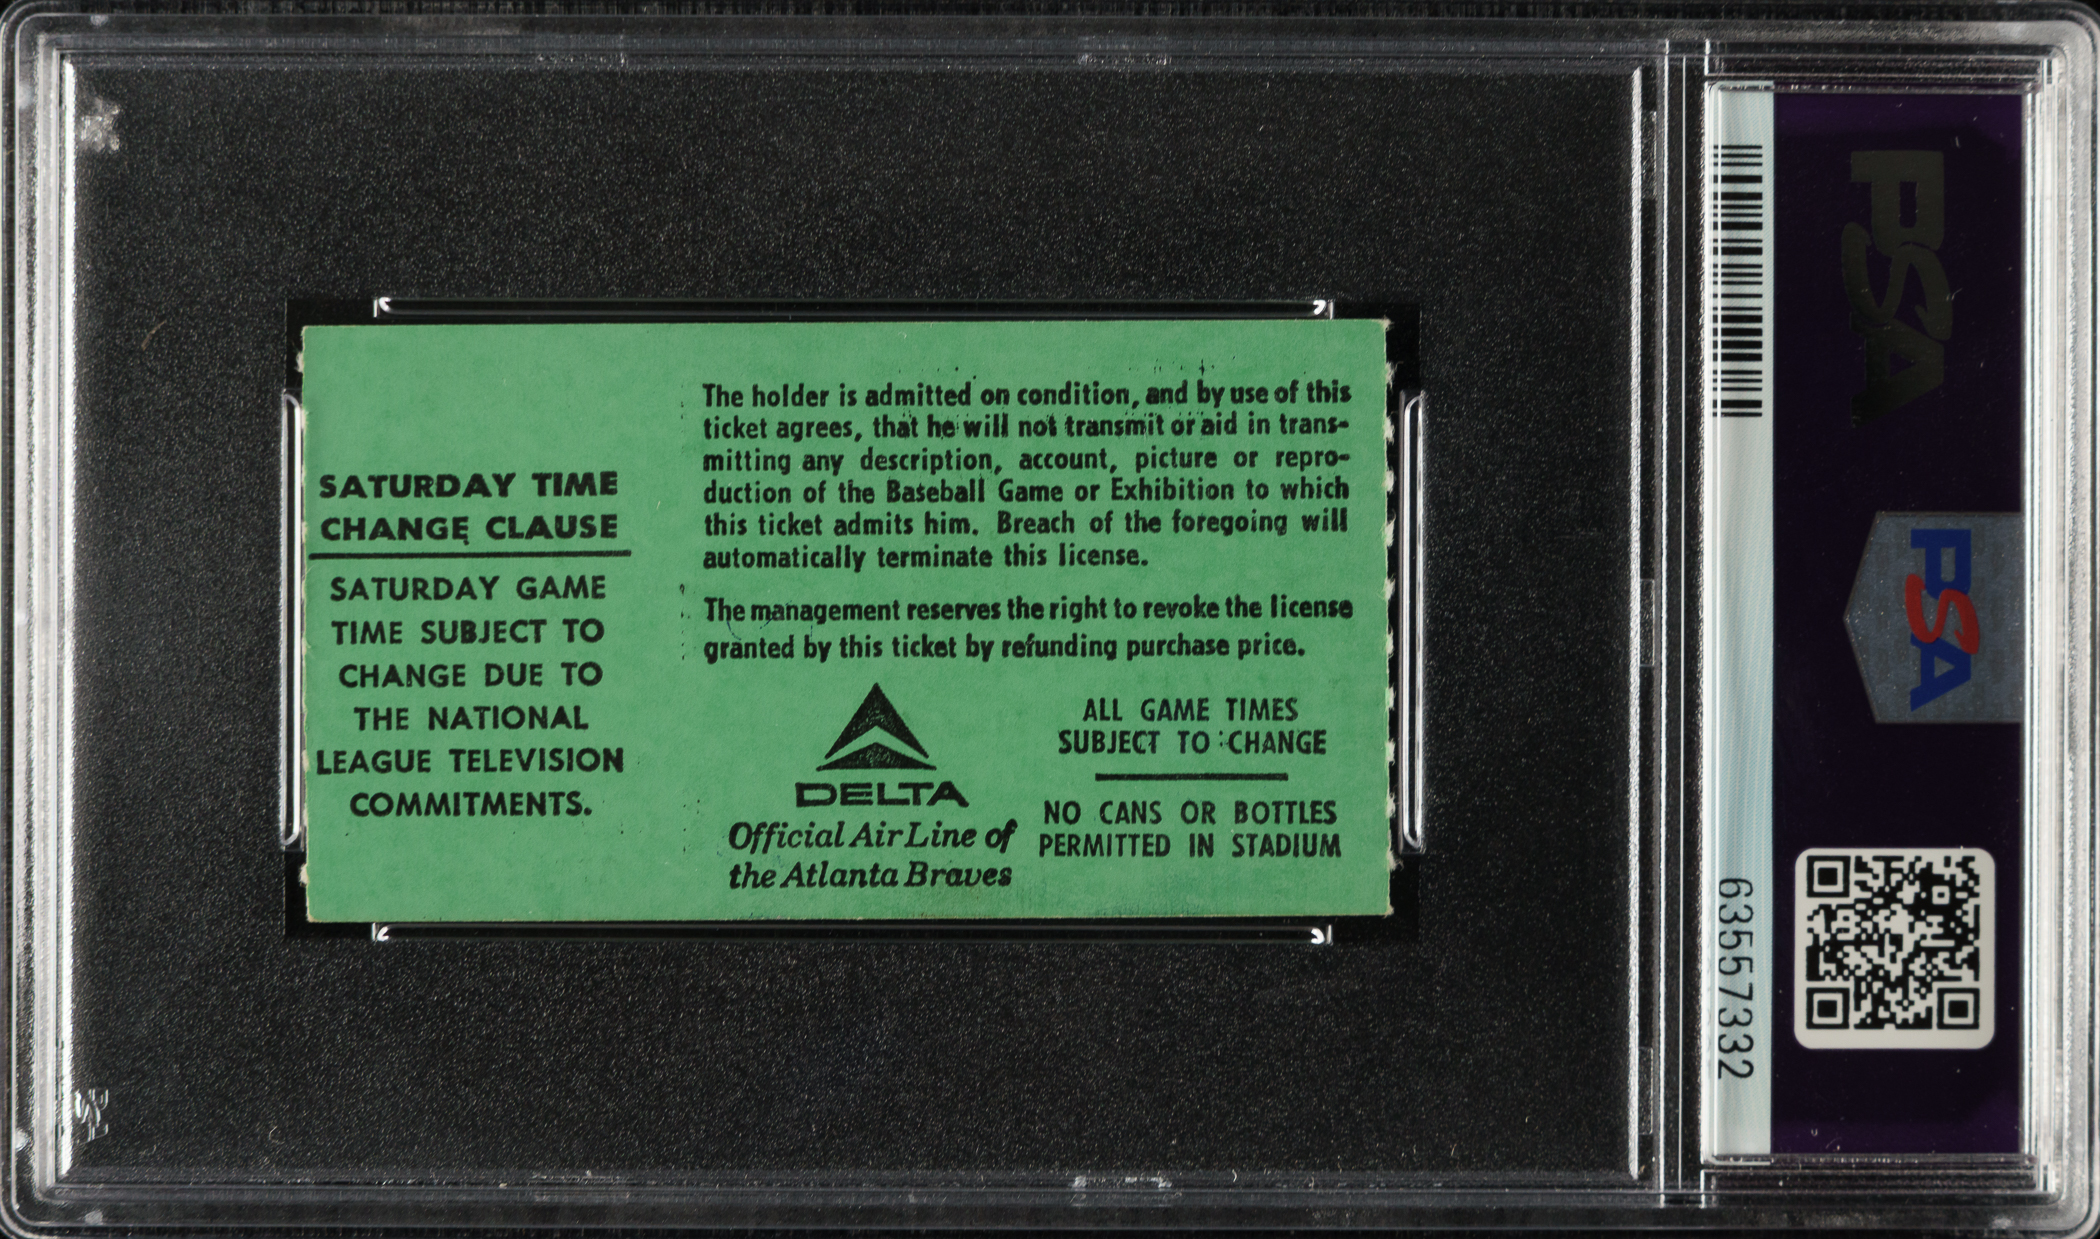 SATURDAY TIME
CHANGE CLAUSE
SATURDAY GAME
TIME SUBJECT TO
CHANGE DUE TO
THE NATIONAL
LEAGUE TELEVISION
COMMITMENTS.
The holder is admitted on condition, and by use of this
ticket agrees, that he will not transmit or aid in trans-
mitting any description, account, picture or repro-
duction of the Baseball Game or Exhibition to which
this ticket admits him. Breach of the foregoing will
automatically terminate this license.
The management reserves the right to revoke the license
granted by this ticket by refunding purchase price.
DELTA
Official Air Line of
the Atlanta Braves
ALL GAME TIMES
SUBJECT TO CHANGE
NO CANS OR BOTTLES
PERMITTED IN STADIUM
PSA
PSA
63557332